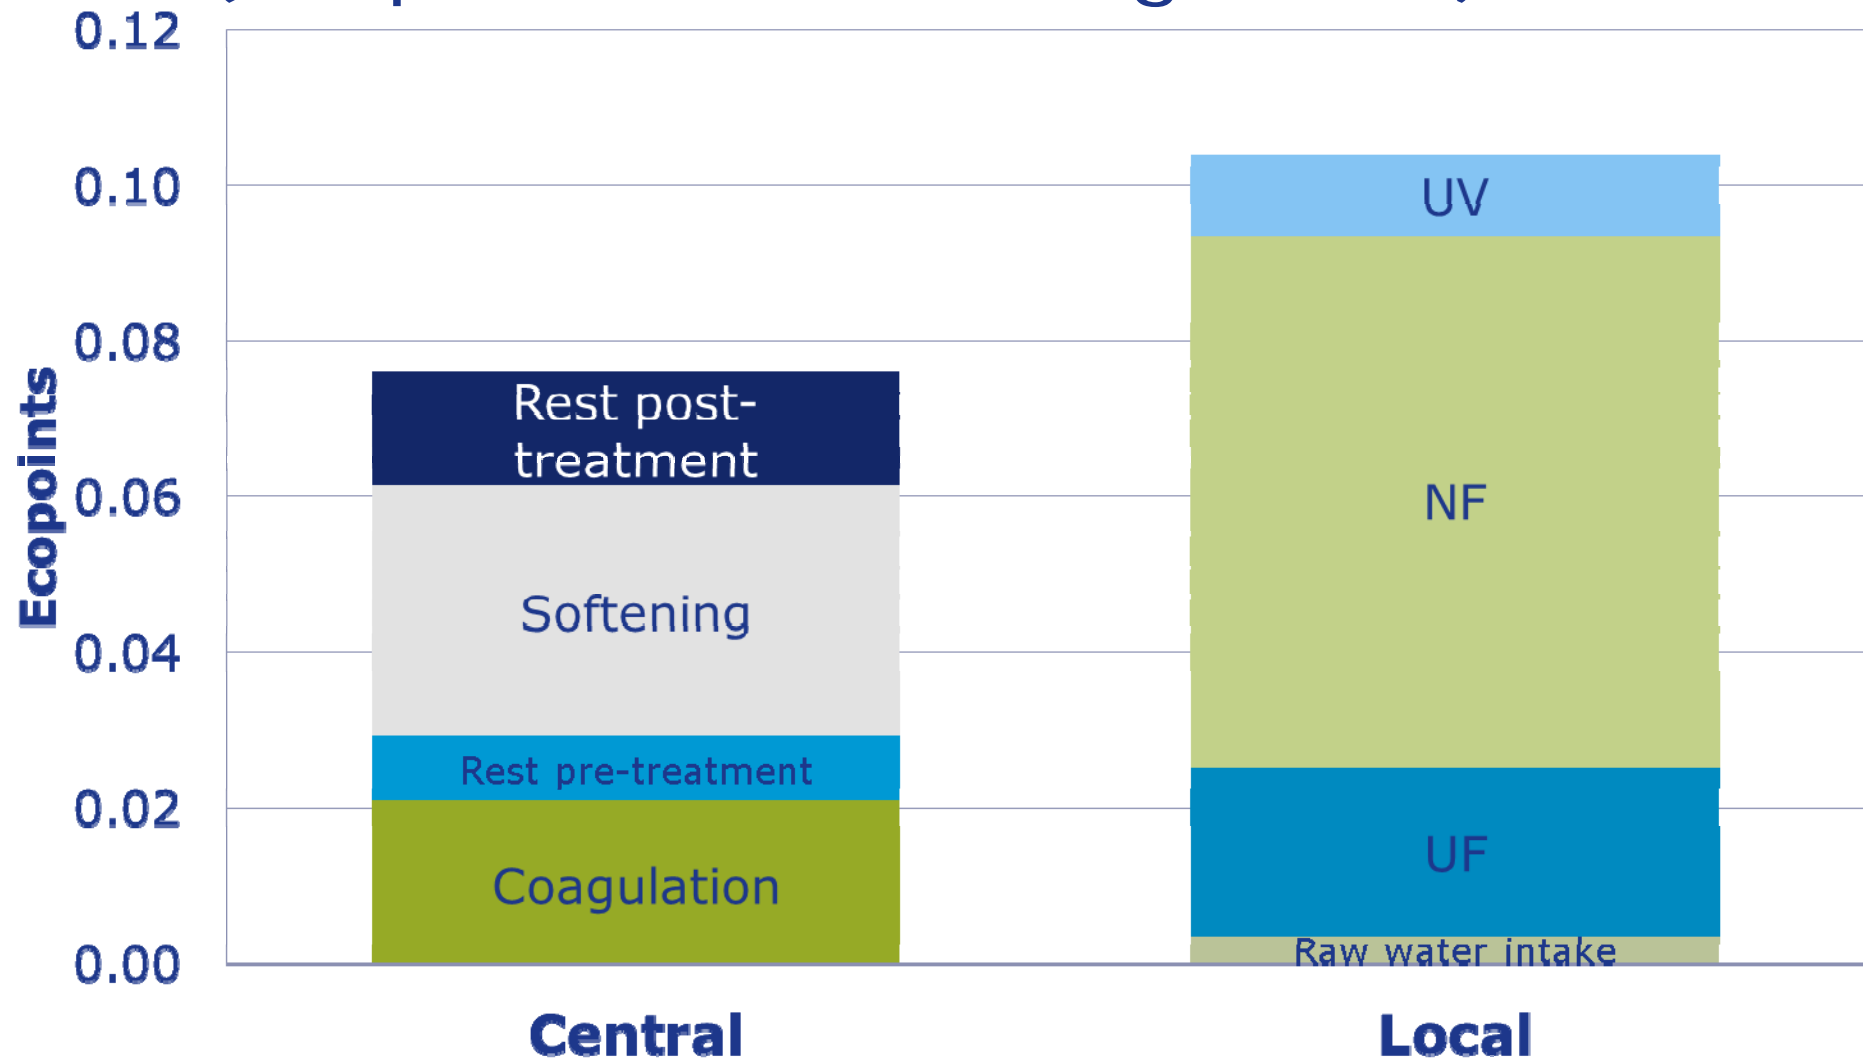 0.12
0.10
0.08
0.06
0.04
0.02
0.00
Ecopoints
Rest post-
treatment
Softening
Rest pre-treatment
Coagulation
UV
NF
UF
Raw water intake
Central
Local